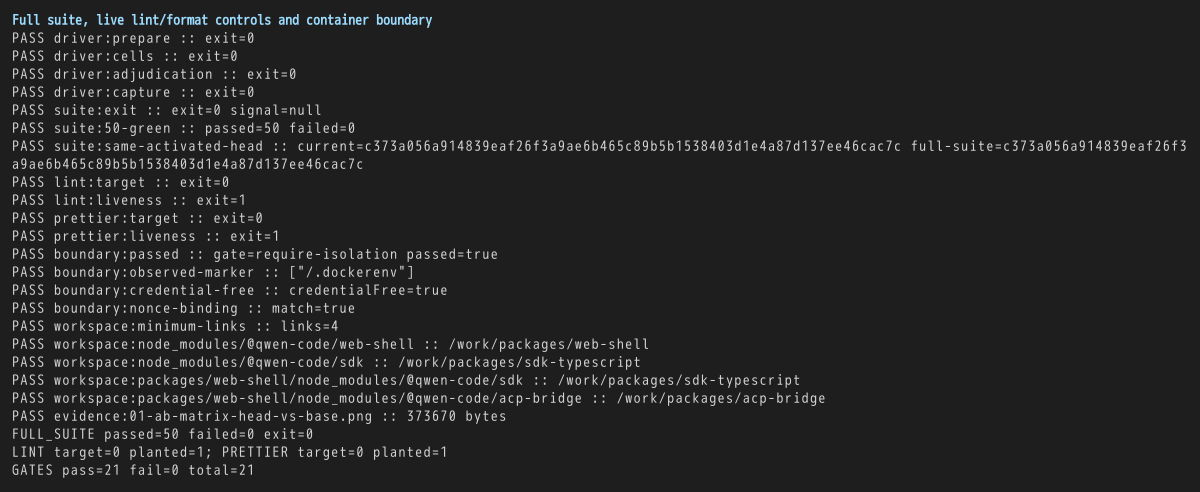 Full suite, live lint/format controls and container boundary
PASS driver:prepare :: exit=0
PASS driver:cells :: exit=0
PASS driver:adjudication :: exit=0
PASS driver:capture :: exit=0
PASS suite:exit :: exit=0 signal=null
PASS suite:50-green :: passed=50 failed=0
PASS suite:same-activated-head :: current=c373a056a914839eaf26f3a9ae6b465c89b5b1538403d1e4a87d137ee46cac7c full-suite=c373a056a914839eaf26f3
a9ae6b465c89b5b1538403d1e4a87d137ee46cac7c
PASS lint:target :: exit=0
PASS lint:liveness :: exit=1
PASS prettier:target :: exit=0
PASS prettier:liveness :: exit=1
PASS boundary:passed :: gate=require-isolation passed=true
PASS boundary:observed-marker :: ["/.dockerenv"]
PASS boundary:credential-free :: credentialFree=true
PASS boundary:nonce-binding :: match=true
PASS workspace:minimum-links :: links=4
PASS workspace:node_modules/@qwen-code/web-shell :: /work/packages/web-shell
PASS workspace:node_modules/@qwen-code/sdk :: /work/packages/sdk-typescript
PASS workspace:packages/web-shell/node_modules/@qwen-code/sdk :: /work/packages/sdk-typescript
PASS workspace:packages/web-shell/node_modules/@qwen-code/acp-bridge :: /work/packages/acp-bridge
PASS evidence:01-ab-matrix-head-vs-base.png :: 373670 bytes
FULL_SUITE passed=50 failed=0 exit=0
LINT target=0 planted=1; PRETTIER target=0 planted=1
GATES pass=21 fail=0 total=21